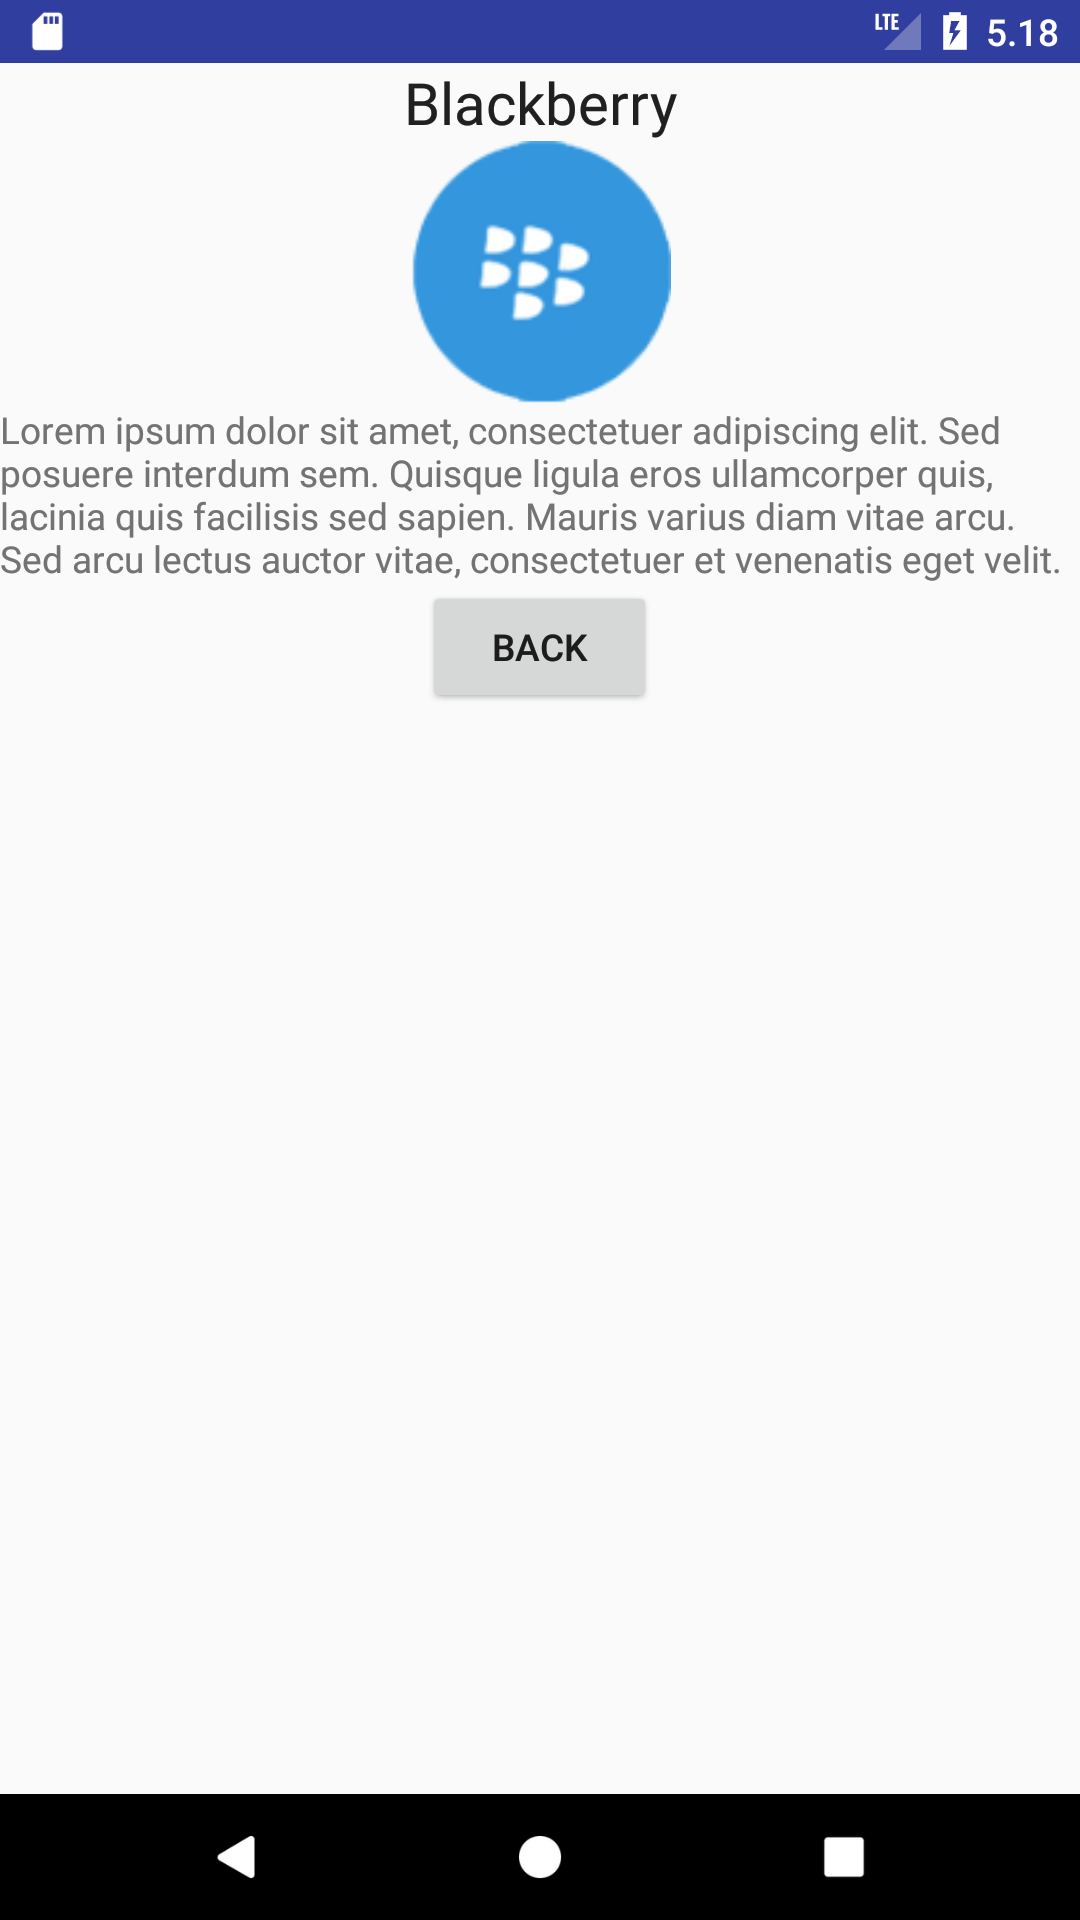 LTE 5.18
Blackberry
Lorem ipsum dolor sit amet, consectetuer adipiscing elit. Sed
posuere interdum sem. Quisque ligula eros ullamcorper quis,
lacinia quis facilisis sed sapien. Mauris varius diam vitae arcu.
Sed arcu lectus auctor vitae, consectetuer et venenatis eget velit.
BACK